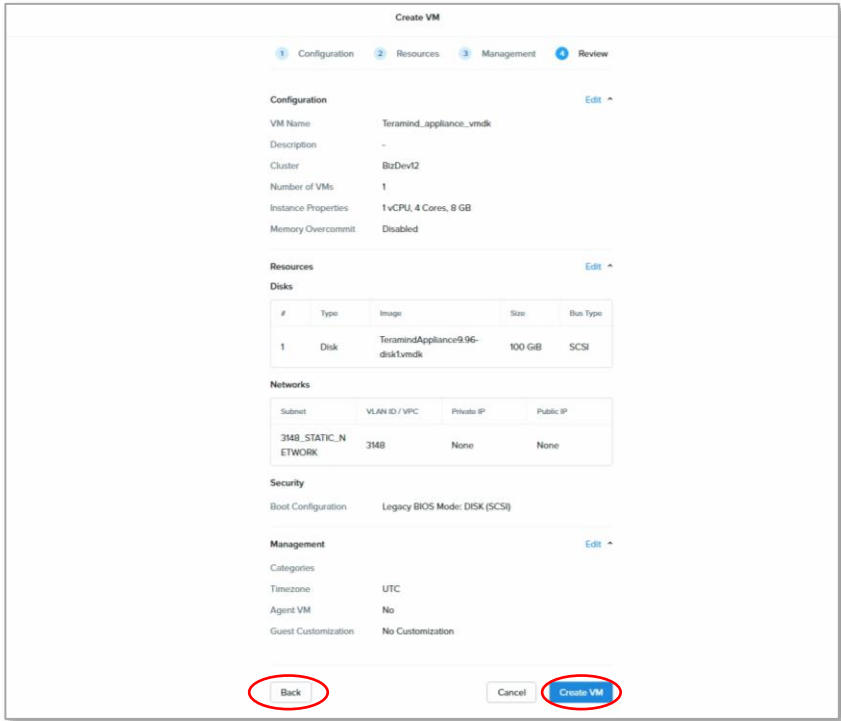 Create VM
1 Configuration 2 Resources 3 Management 4 Review
Configuration Edit
VM Name Teramind_appliance_vmdk
Description -
Cluster BizDev12
Number of VMs 1
Instance Properties 1 vCPU, 4 Cores, 8 GB
Memory Overcommit Disabled
Resources Edit
Disks
# Type Image Size Bus Type
1 Disk TeramindAppliance9.96-disk1.vmdk 100 GiB SCSI
Networks
Subnet VLAN ID / VPC Private IP Public IP
3148_STATIC_NETWORK 3148 None None
Security
Boot Configuration Legacy BIOS Mode: DISK (SCSI)
Management Edit
Categories
Timezone UTC
Agent VM No
Guest Customization No Customization
Back Cancel Create VM